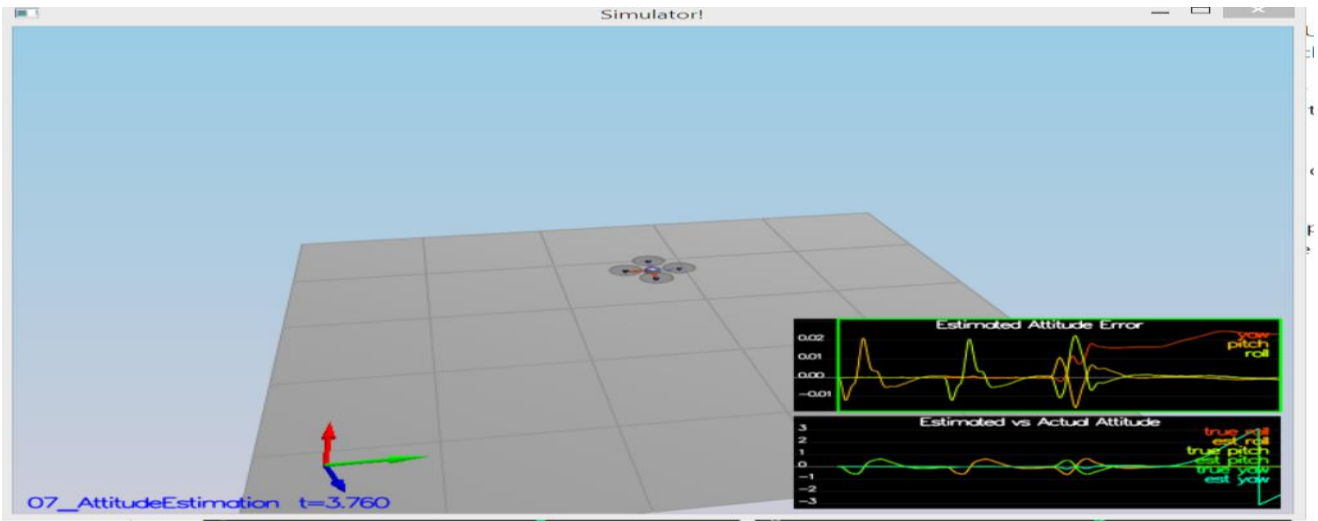 Simulator!
Estimated Attitude Error
0.02
0.01
0.00
-0.01
yaw
pitch
roll
Estimated vs Actual Attitude
3
2
1
0
-1
-2
-3
true roll
est roll
true pitch
est pitch
true yaw
est yaw
07_AttitudeEstimation t=3.760